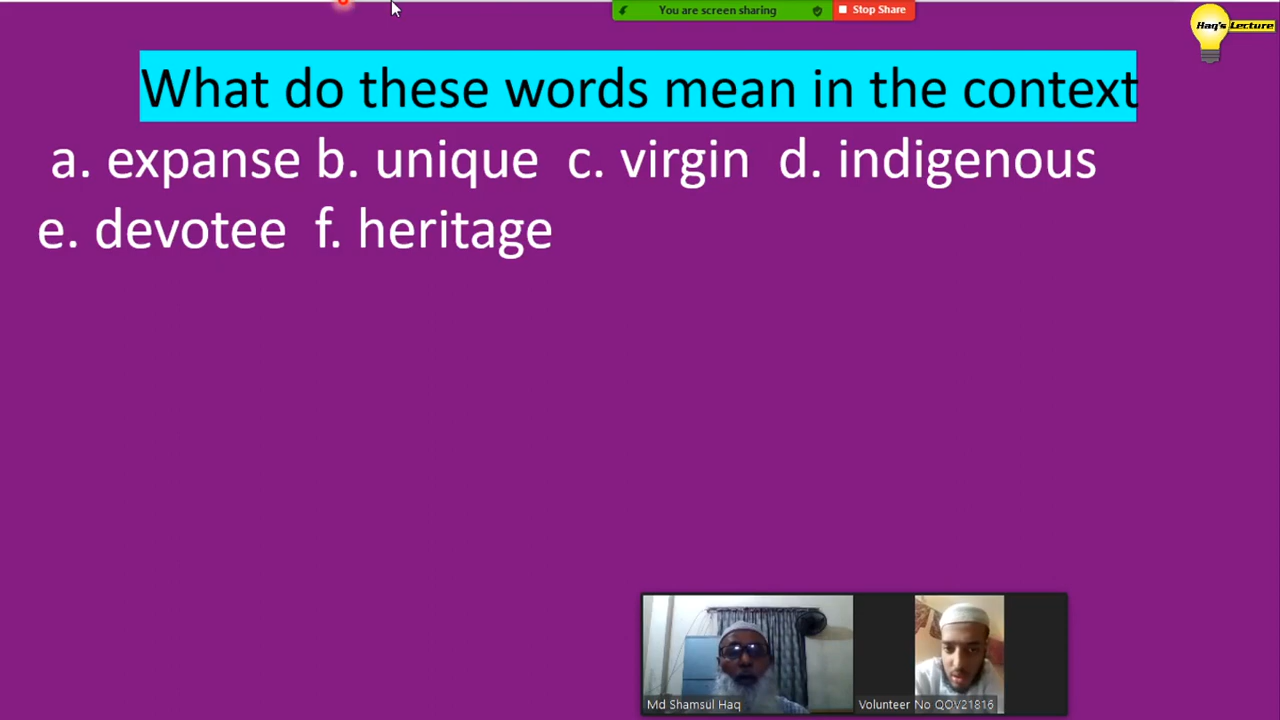 You are screen sharing Stop Share
Haq's Lecture
What do these words mean in the context
a. expanse b. unique c. virgin d. indigenous
e. devotee f. heritage
Md Shamsul Haq Volunteer No QOV21816